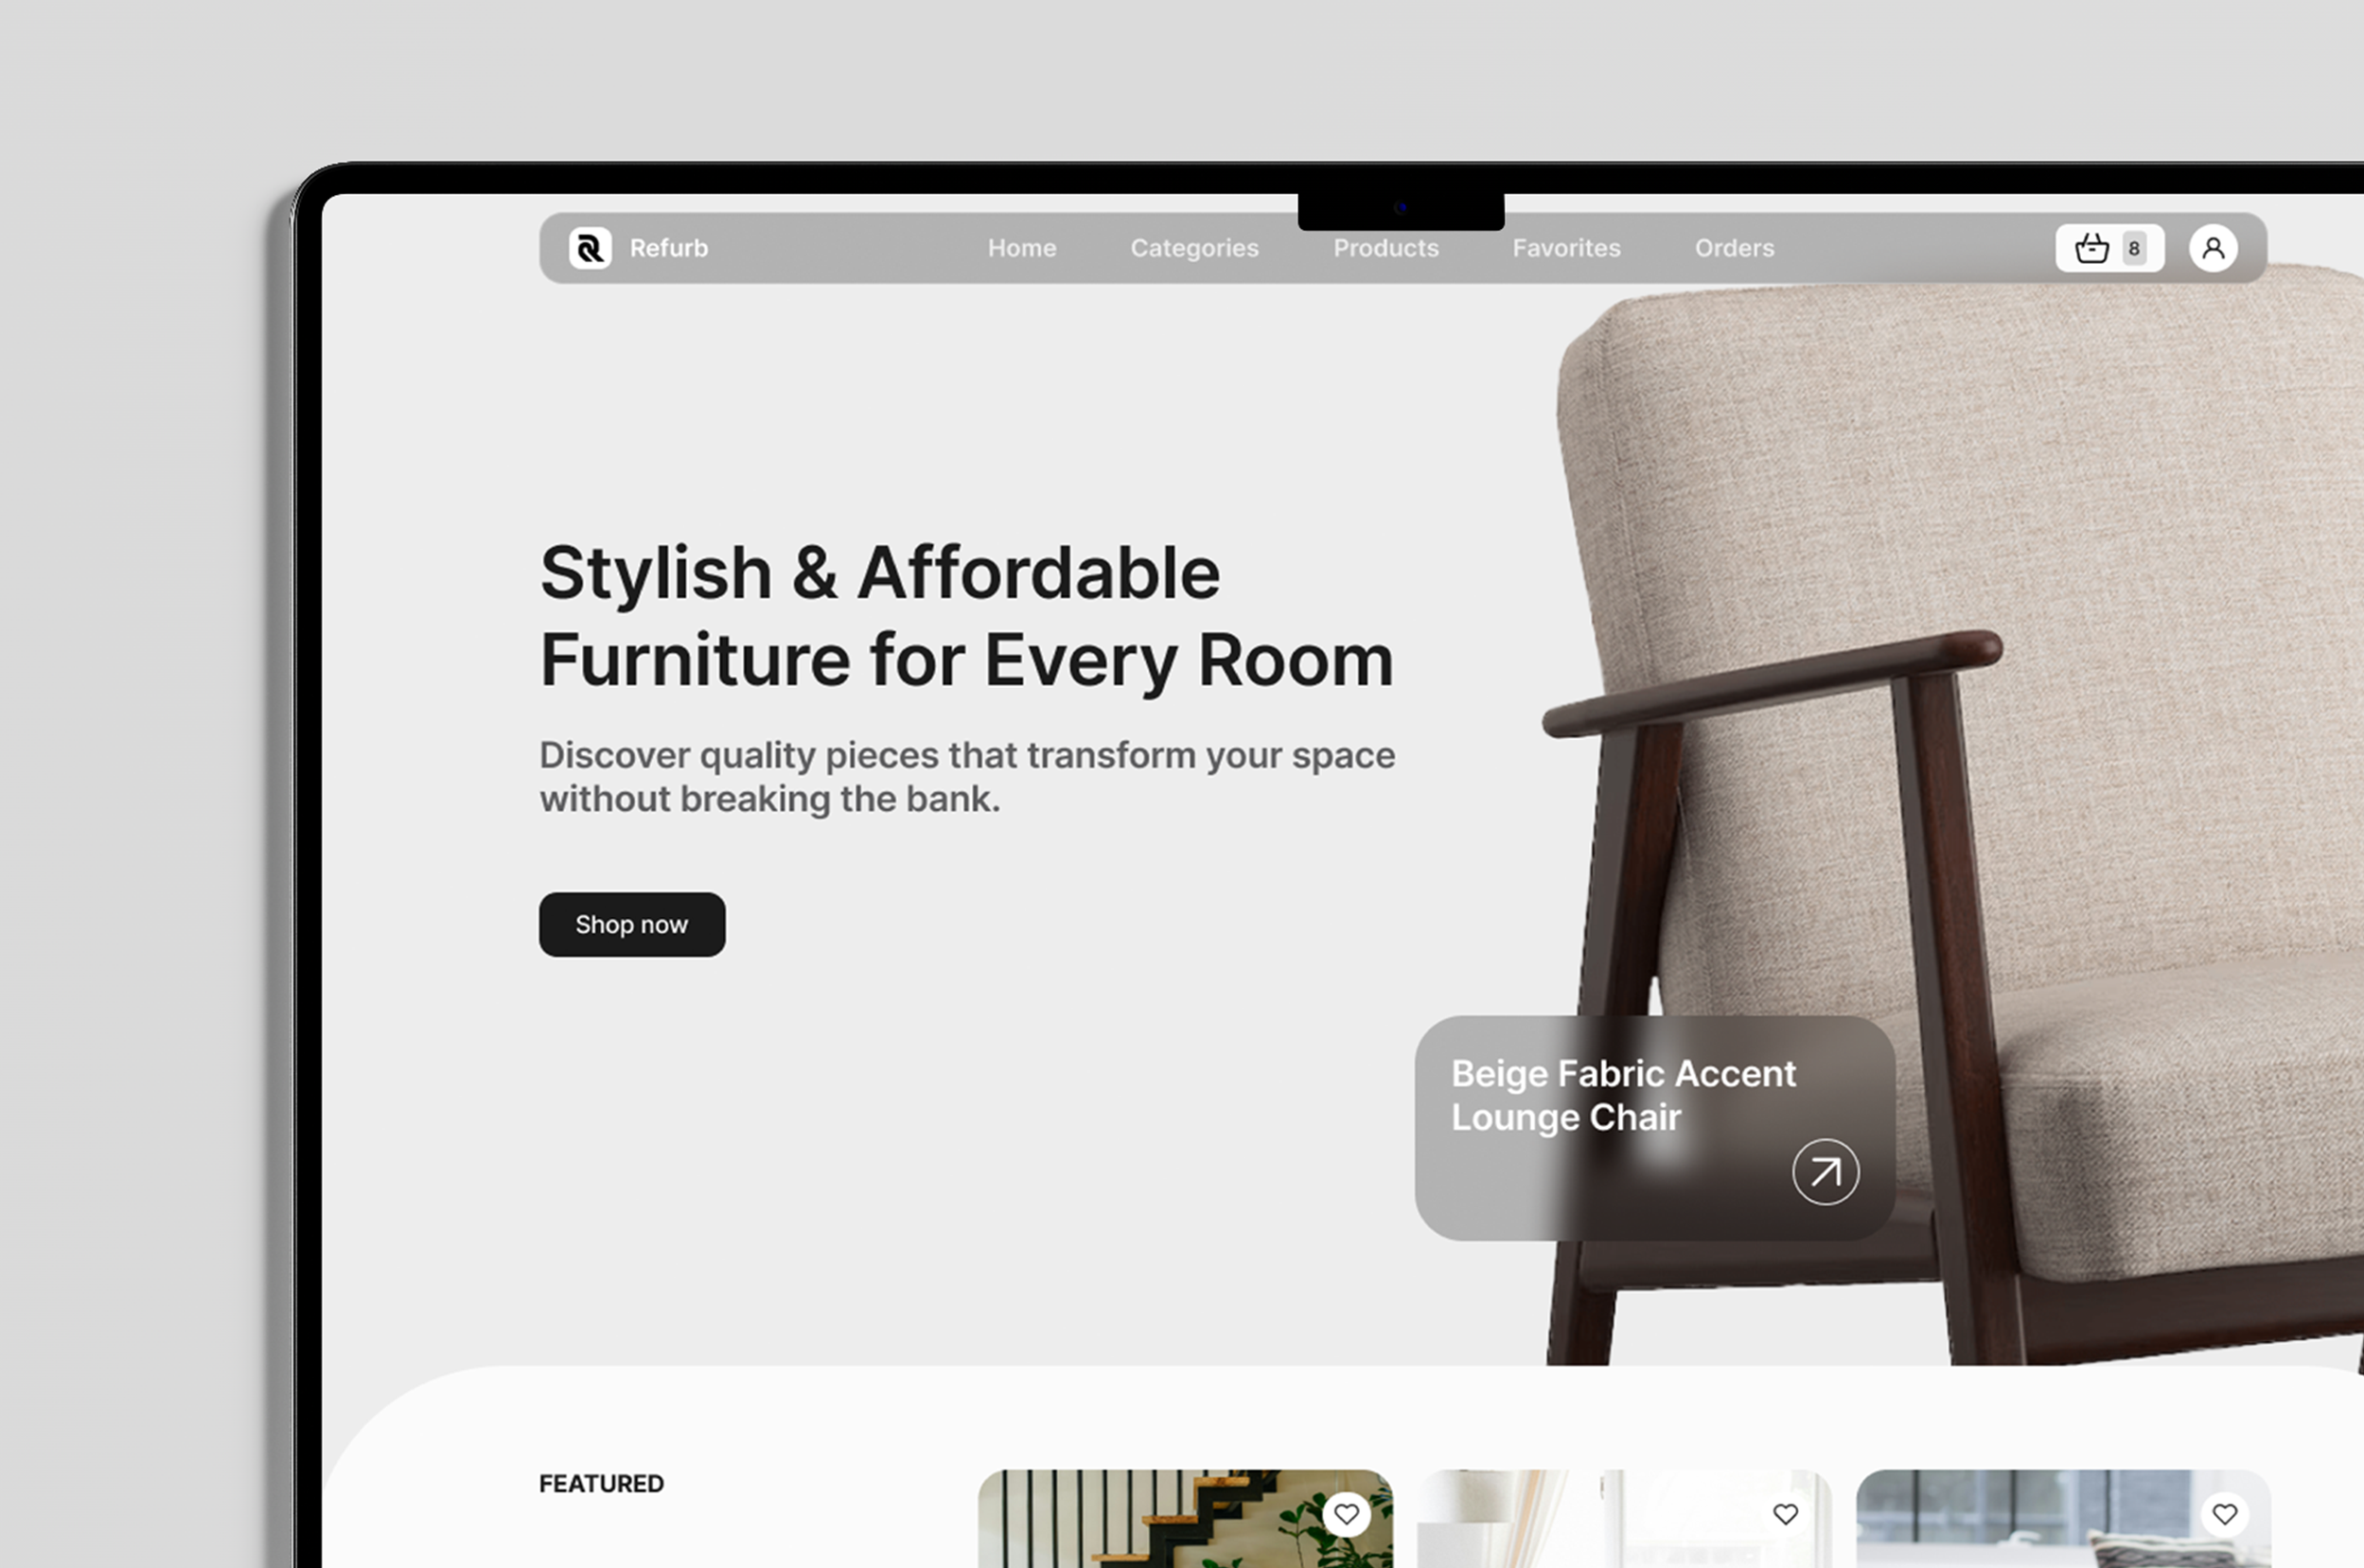 Refurb
Home
Categories
Products
Favorites
Orders
8
Stylish & Affordable
Furniture for Every Room
Discover quality pieces that transform your space
without breaking the bank.
Shop now
Beige Fabric Accent
Lounge Chair
FEATURED